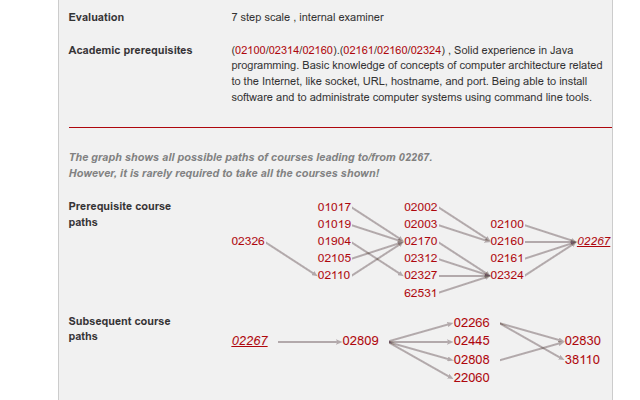 Evaluation 7 step scale , internal examiner
Academic prerequisites (02100/02314/02160).(02161/02160/02324) , Solid experience in Java
programming. Basic knowledge of concepts of computer architecture related
to the Internet, like socket, URL, hostname, and port. Being able to install
software and to administrate computer systems using command line tools.
The graph shows all possible paths of courses leading to/from 02267.
However, it is rarely required to take all the courses shown!
Prerequisite course
paths
01017 02002
01019 02003 02100
02326 01904 02170 02160 02267
02105 02312 02161
02110 02327 02324
62531
Subsequent course
paths
02266
02267 02809 02445 02830
02808 38110
22060